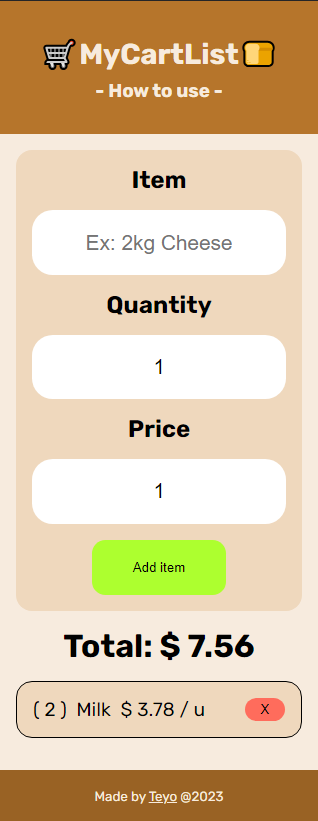 MyCartList
- How to use -
Item
Ex: 2kg Cheese
Quantity
1
Price
1
Add item
Total: $ 7.56
( 2 ) Milk $ 3.78 / u X
Made by Teyo @2023